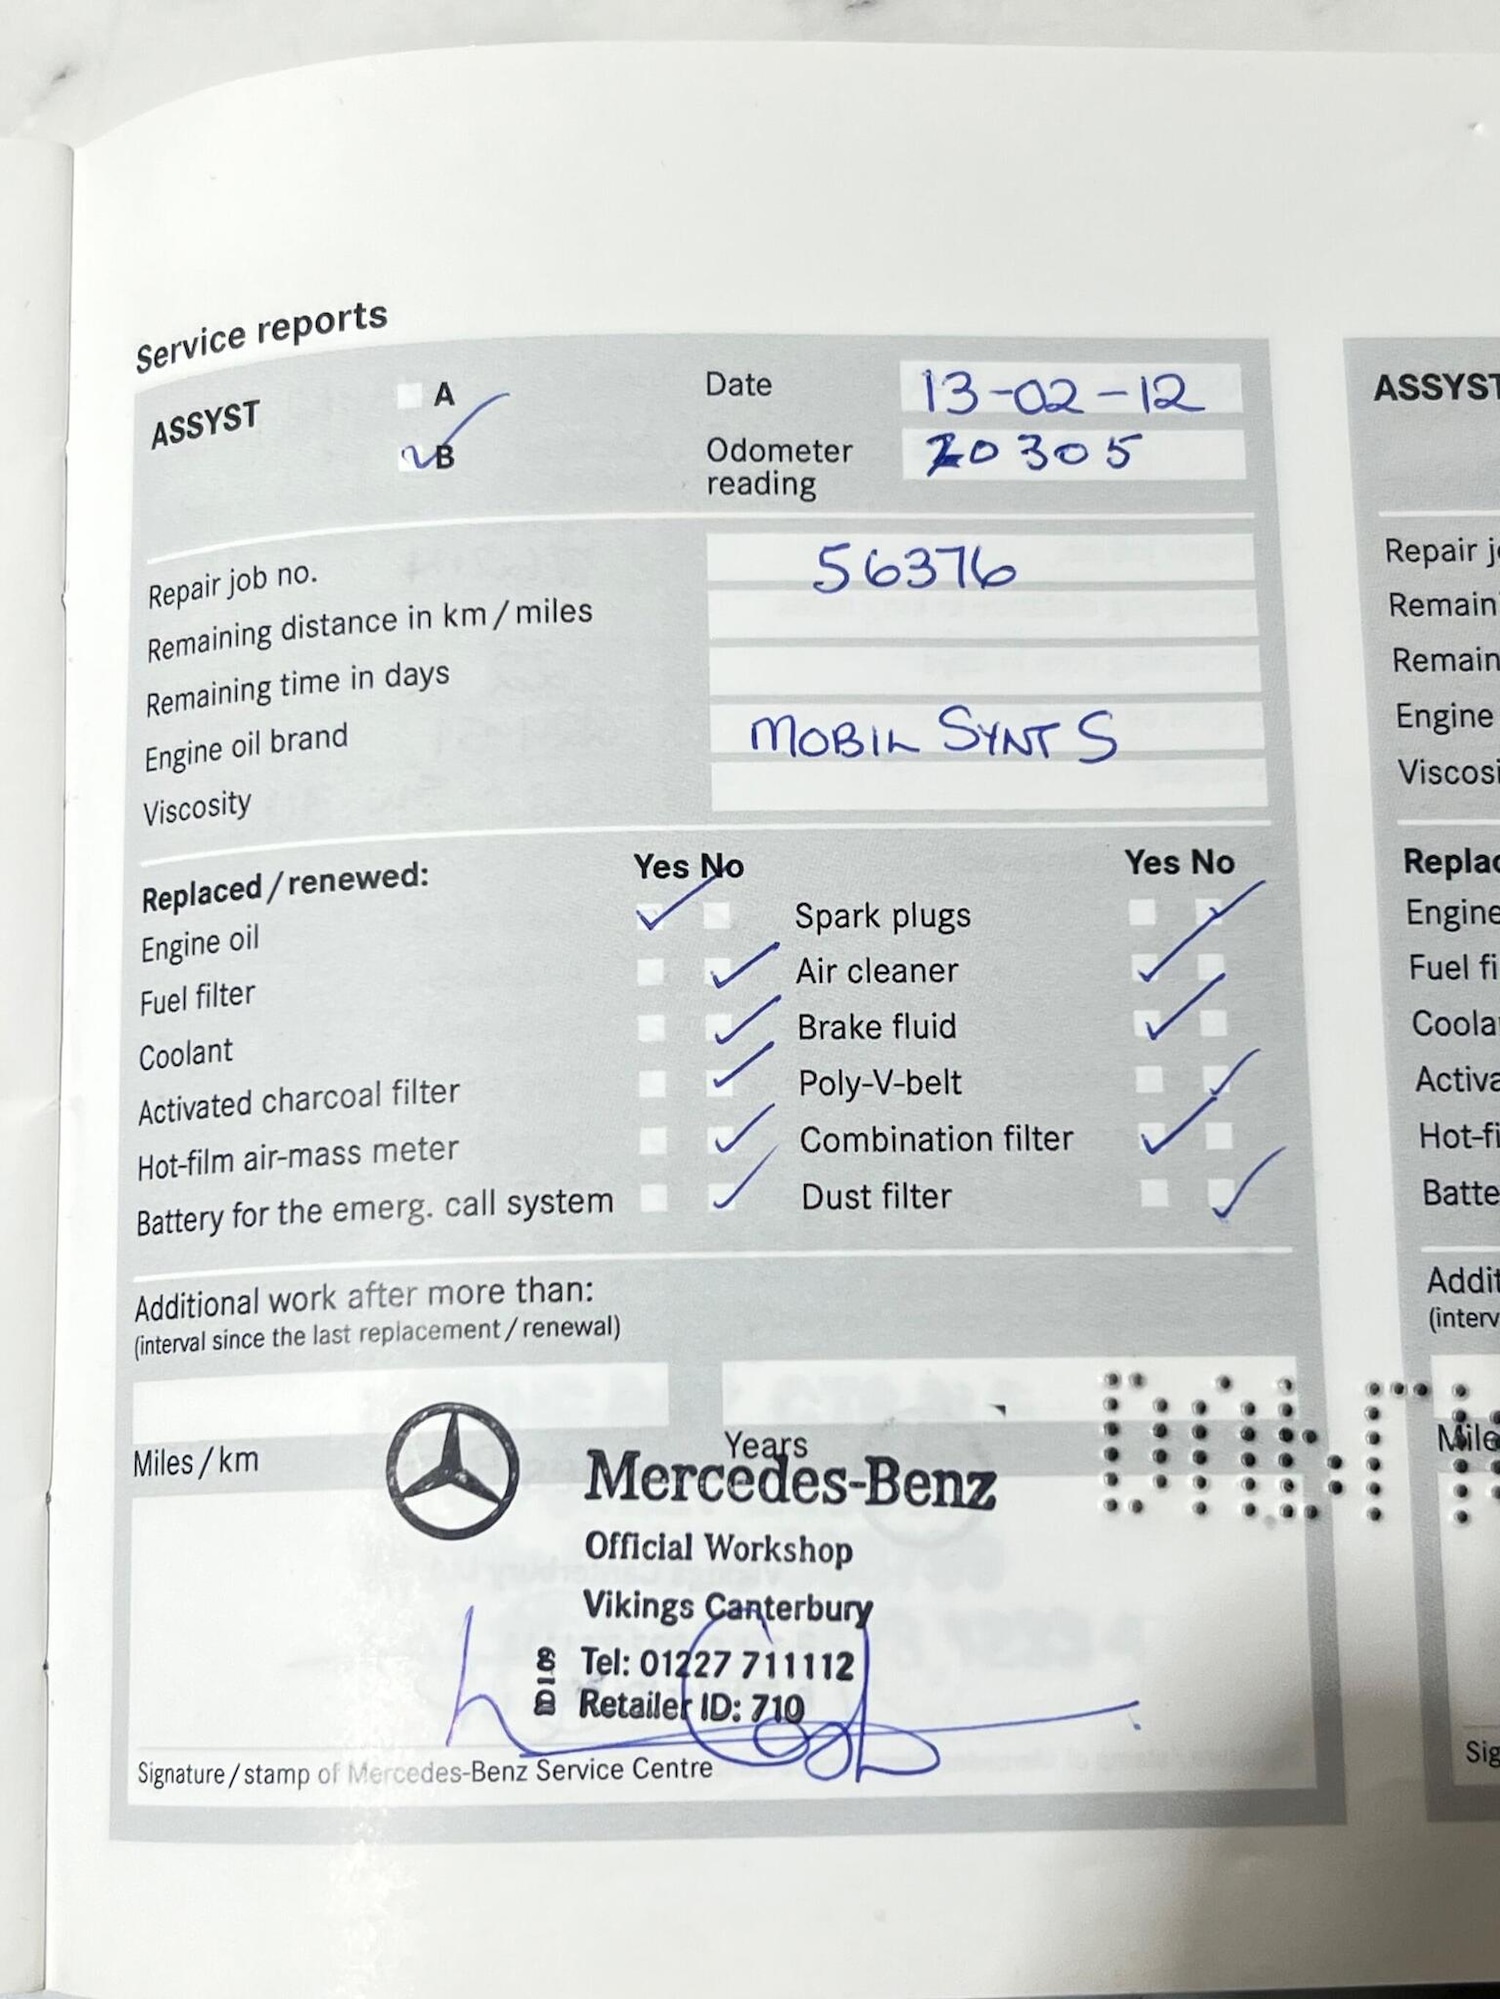 Service reports
ASSYST
A
B
Date 13-02-12
Odometer reading 20305
Repair job no. 56376
Remaining distance in km / miles
Remaining time in days
Engine oil brand MOBIL SYNT S
Viscosity
Replaced / renewed: Yes No
Yes No
Engine oil
Spark plugs
Fuel filter
Air cleaner
Coolant
Brake fluid
Activated charcoal filter
Poly-V-belt
Hot-film air-mass meter
Combination filter
Battery for the emerg. call system
Dust filter
Additional work after more than:
(interval since the last replacement / renewal)
Miles / km
Years
Mercedes-Benz
Official Workshop
Vikings Canterbury
Tel: 01227 711112
Retailer ID: 710
Signature / stamp of Mercedes-Benz Service Centre
ASSYST
Repair j
Remain
Remain
Engine
Viscosi
Replac
Engine
Fuel fi
Coola
Activa
Hot-fi
Batte
Addit
(interv
Mile
Sig